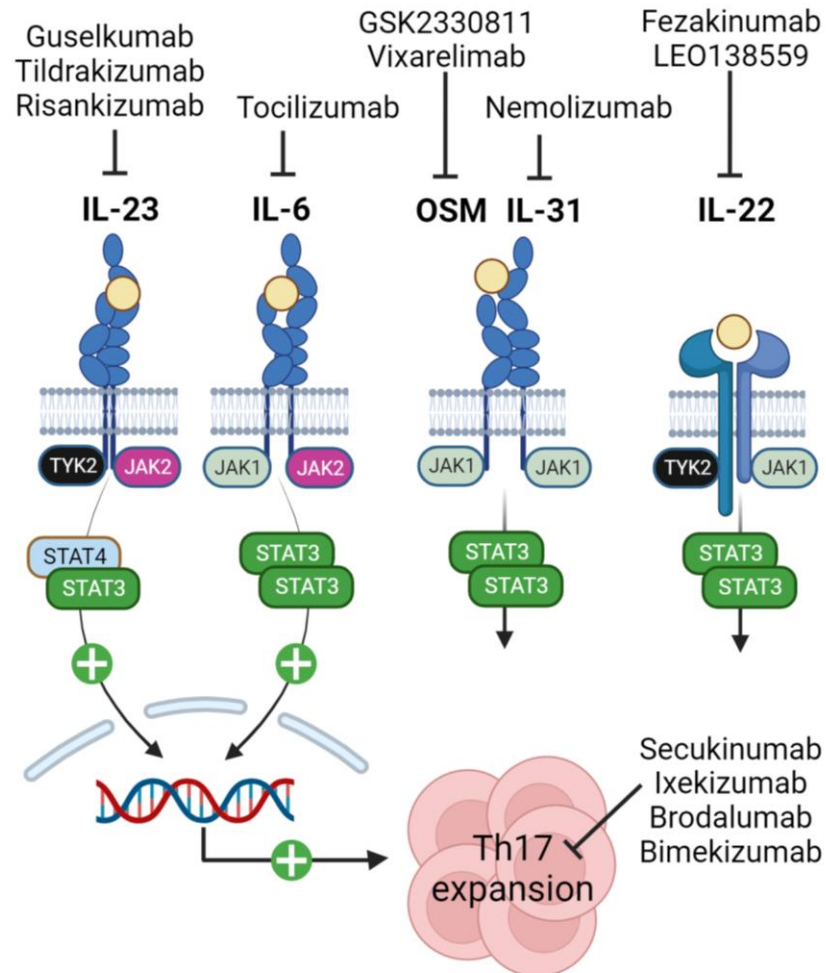 Guselkumab
Tildrakizumab
Risankizumab
Tocilizumab
GSK2330811
Vixarelimab
Nemolizumab
Fezakinumab
LEO138559
IL-23
IL-6
OSM
IL-31
IL-22
TYK2
JAK2
JAK1
JAK2
JAK1
JAK1
TYK2
JAK1
STAT4
STAT3
STAT3
STAT3
STAT3
STAT3
STAT3
STAT3
Secukinumab
Ixekizumab
Brodalumab
Bimekizumab
Th17
expansion